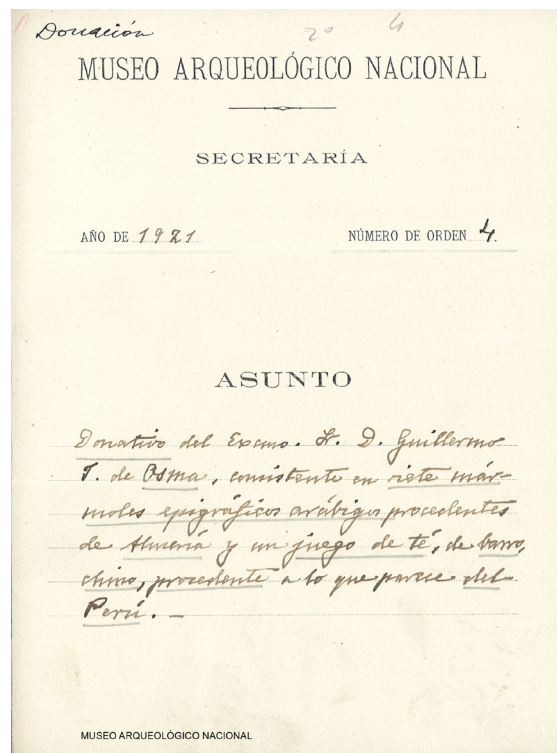 Donación
2º 4
MUSEO ARQUEOLÓGICO NACIONAL
SECRETARÍA
AÑO DE 1921
NÚMERO DE ORDEN 4.
ASUNTO
Donativo del Excmo. Sr. D. Guillermo
J. de Osma, consistente en siete már-
moles epigráficos arábigos procedentes
de Almería y un juego de té, de barro,
chino, procedente a lo que parece del
Perú. —
MUSEO ARQUEOLÓGICO NACIONAL